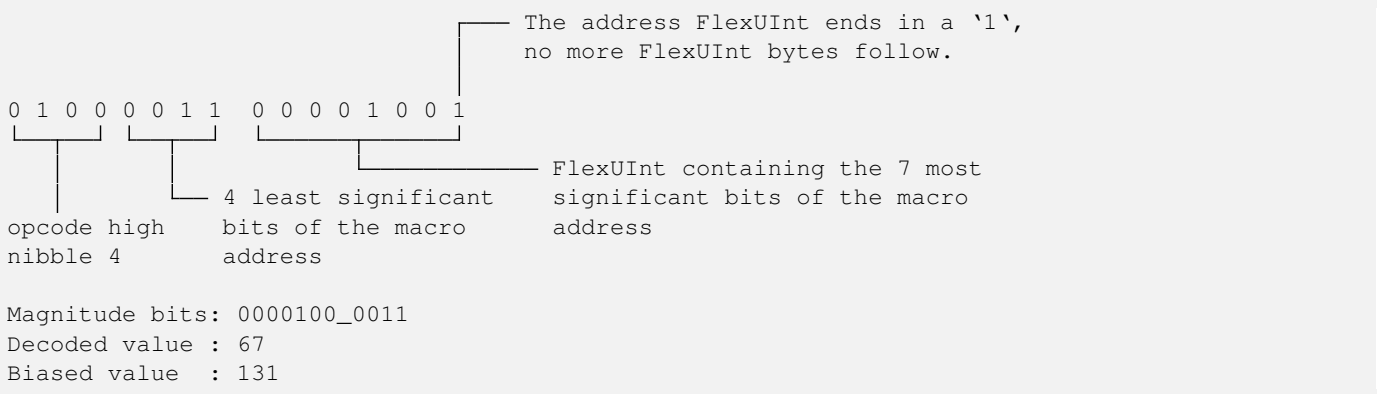 The address FlexUInt ends in a ‘1‘,
no more FlexUInt bytes follow.
0 1 0 0 0 0 1 1 0 0 0 0 1 0 0 1
FlexUInt containing the 7 most
4 least significant significant bits of the macro
opcode high bits of the macro address
nibble 4 address
Magnitude bits: 0000100_0011
Decoded value : 67
Biased value : 131